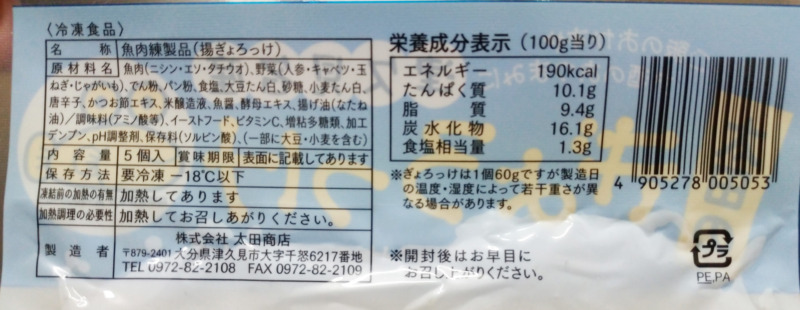 〈冷凍食品〉
名 称 魚肉練製品(揚ぎょろっけ)
原材料名 魚肉(ニシン・エソ・タチウオ)、野菜(人参・キャベツ・玉
ねぎ・じゃがいも)、でん粉、パン粉、食塩、大豆たん白、砂糖、小麦たん白、
唐辛子、かつお節エキス、米醸造液、魚醤、酵母エキス、揚げ油(なたね
油)/調味料(アミノ酸等)、イーストフード、ビタミンC、増粘多糖類、加工
デンプン、pH調整剤、保存料(ソルビン酸)、(一部に大豆・小麦を含む)
内容量 5個入 賞味期限 表面に記載してあります
保存方法 要冷凍 −18℃以下
凍結前の加熱の有無 加熱してあります
加熱調理の必要性 加熱してお召しあがりください。
製造者 株式会社 太田商店
〒879-2401 大分県津久見市大字千怒6217番地
TEL 0972-82-2108 FAX 0972-82-2109
栄養成分表示(100g当り)
エネルギー 190kcal
たんぱく質 10.1g
脂質 9.4g
炭水化物 16.1g
食塩相当量 1.3g
※ぎょろっけは1個60gですが製造日
の温度・湿度によって若干重さが異
なる場合があります。
※開封後はお早目に
お召し上がりください。
4 905278 005053
プラ
PE,PA